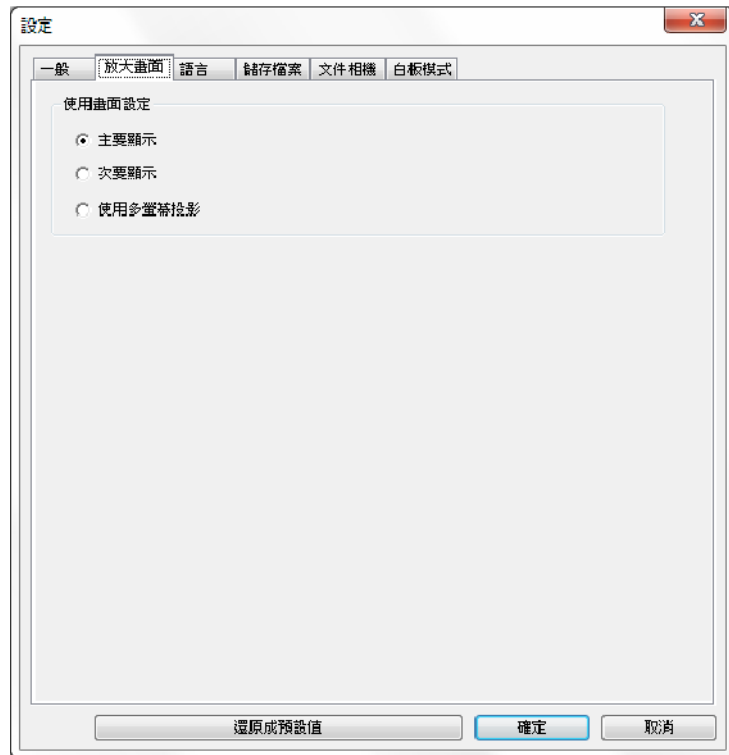 設定
一般 放大畫面 語言 儲存檔案 文件相機 白板模式
使用畫面設定
主要顯示
次要顯示
使用多螢幕投影
還原成預設值 確定 取消